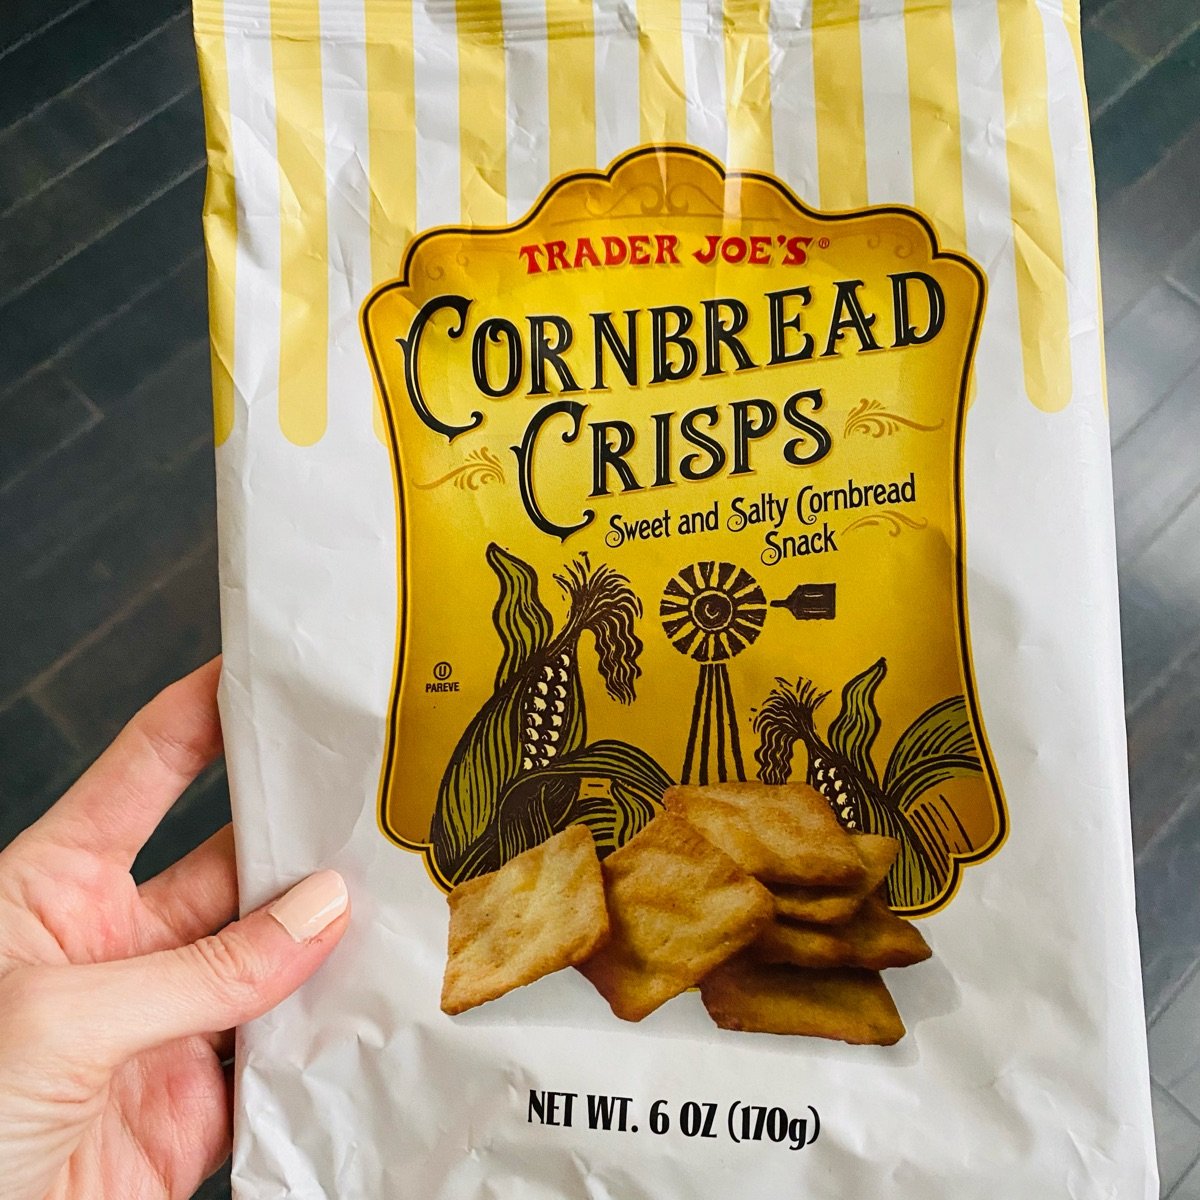 TRADER JOE'S®
CORNBREAD
CRISPS
Sweet and Salty Cornbread
Snack
U
PAREVE
NET WT. 6 OZ (170g)